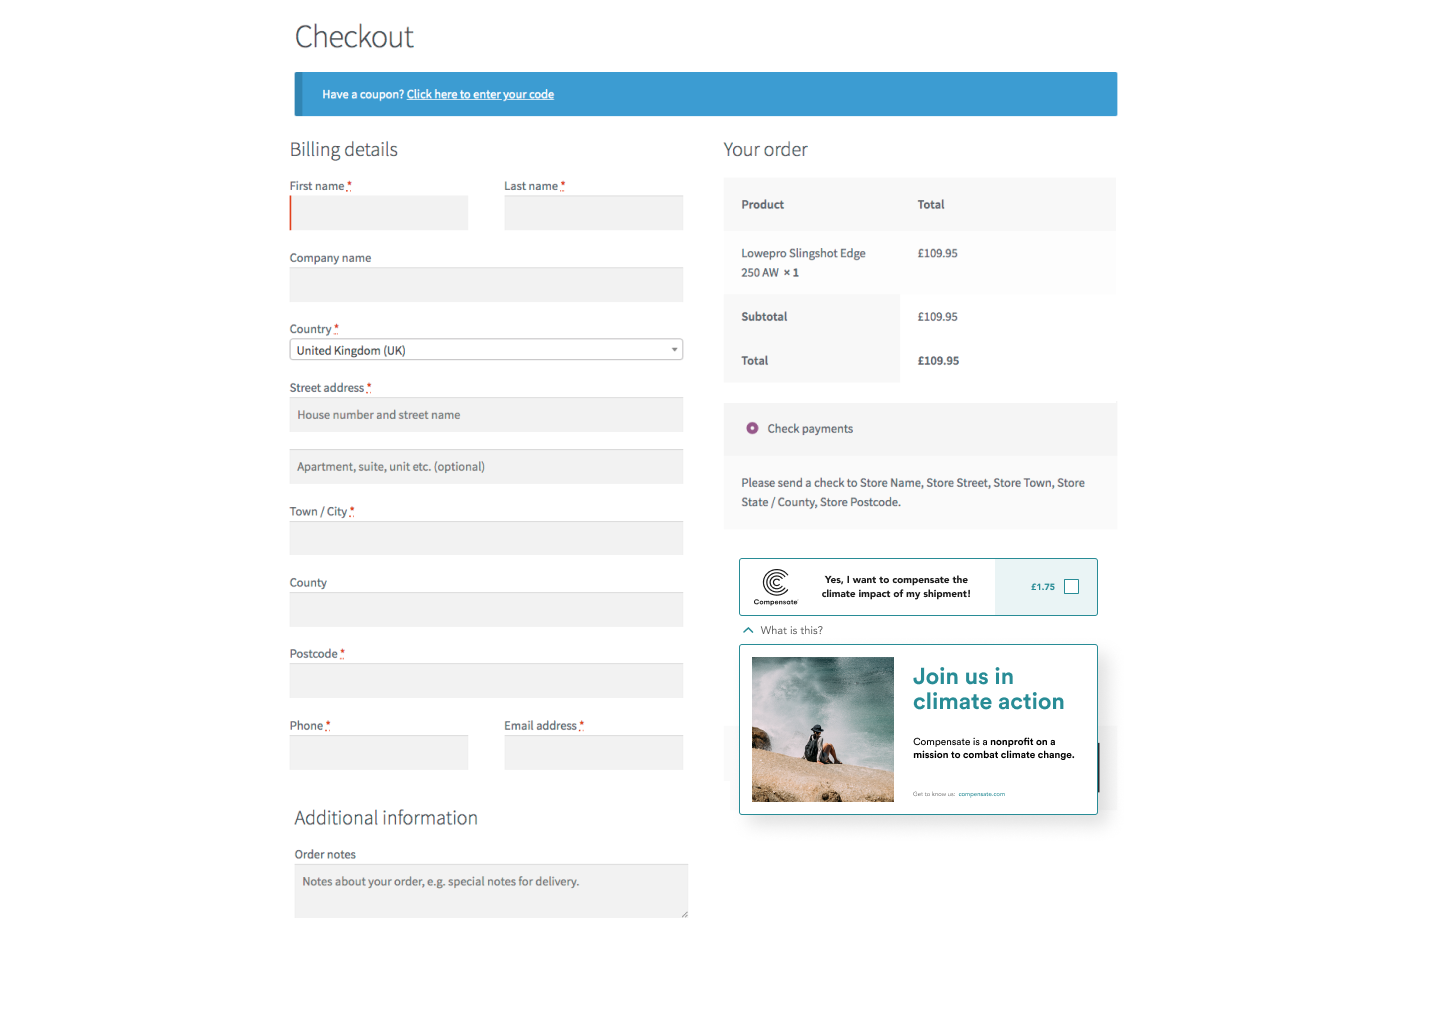 Checkout
Have a coupon? Click here to enter your code
Billing details
First name *
Last name *
Company name
Country *
United Kingdom (UK)
Street address *
House number and street name
Apartment, suite, unit etc. (optional)
Town / City *
County
Postcode *
Phone *
Email address *
Additional information
Order notes
Notes about your order, e.g. special notes for delivery.
Your order
Product Total
Lowepro Slingshot Edge £109.95
250 AW × 1
Subtotal £109.95
Total £109.95
Check payments
Please send a check to Store Name, Store Street, Store Town, Store
State / County, Store Postcode.
Compensate
Yes, I want to compensate the
climate impact of my shipment!
£1.75
What is this?
Join us in
climate action
Compensate is a nonprofit on a
mission to combat climate change.
Get to know us: compensate.com